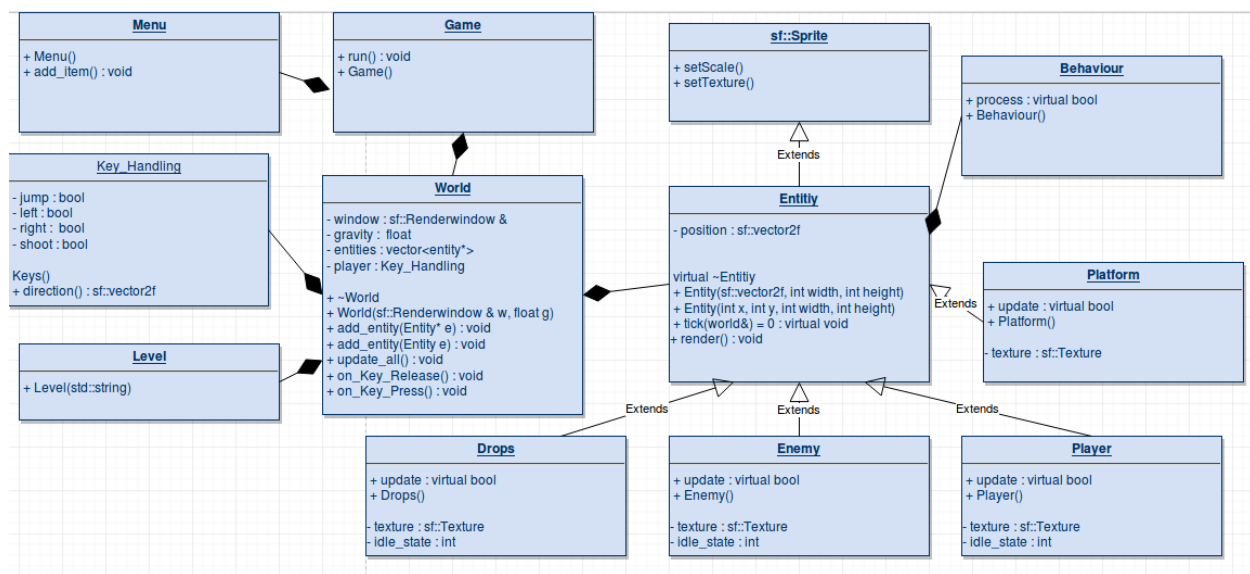 Menu
+ Menu()
+ add_item() : void
Game
+ run() : void
+ Game()
sf::Sprite
+ setScale()
+ setTexture()
Behaviour
+ process : virtual bool
+ Behaviour()
Extends
Key_Handling
- jump : bool
- left : bool
- right : bool
- shoot : bool
Keys()
+ direction() : sf::vector2f
World
- window : sf::Renderwindow &
- gravity : float
- entities : vector<entity*>
- player : Key_Handling
+ ~World
+ World(sf::Renderwindow & w, float g)
+ add_entity(Entity* e) : void
+ add_entity(Entity e) : void
+ update_all() : void
+ on_Key_Release() : void
+ on_Key_Press() : void
Entitiy
- position : sf::vector2f
virtual ~Entitiy
+ Entity(sf::vector2f, int width, int height)
+ Entity(int x, int y, int width, int height)
+ tick(world&) = 0 : virtual void
+ render() : void
Extends
Platform
+ update : virtual bool
+ Platform()
- texture : sf::Texture
Level
+ Level(std::string)
Extends
Extends
Extends
Drops
+ update : virtual bool
+ Drops()
- texture : sf::Texture
- idle_state : int
Enemy
+ update : virtual bool
+ Enemy()
- texture : sf::Texture
- idle_state : int
Player
+ update : virtual bool
+ Player()
- texture : sf::Texture
- idle_state : int